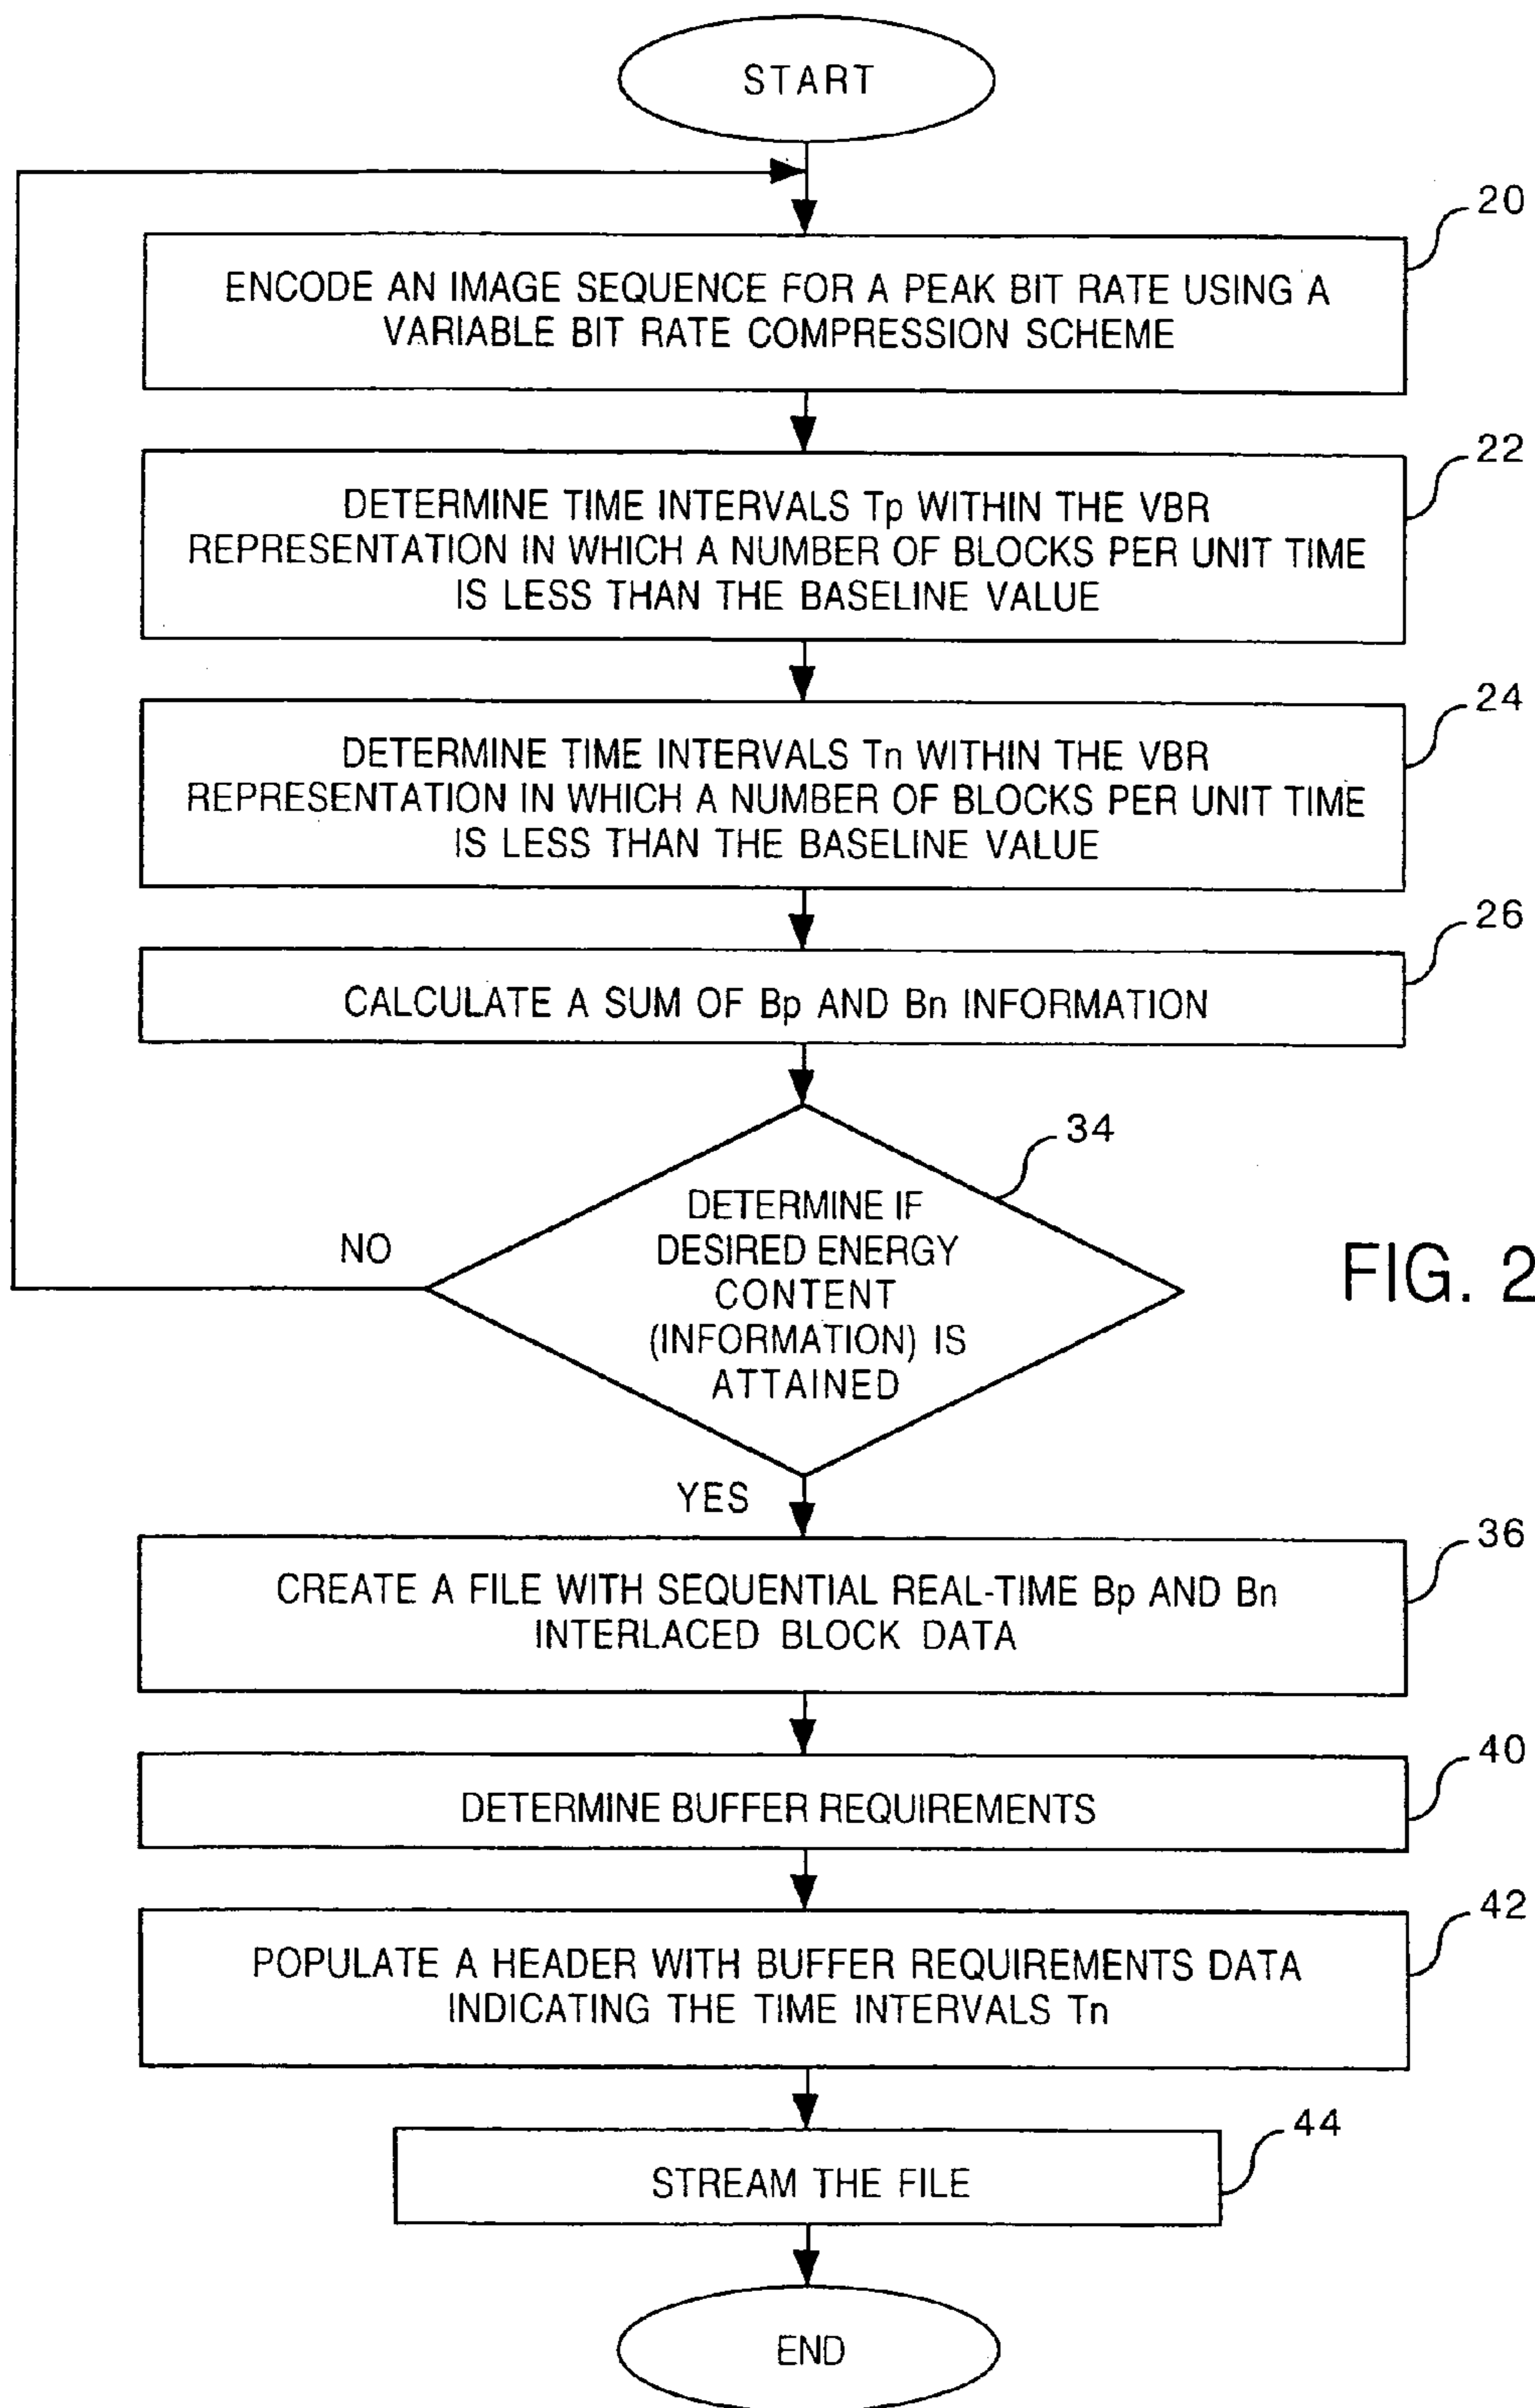 START
20
ENCODE AN IMAGE SEQUENCE FOR A PEAK BIT RATE USING A
VARIABLE BIT RATE COMPRESSION SCHEME
22
DETERMINE TIME INTERVALS Tp WITHIN THE VBR
REPRESENTATION IN WHICH A NUMBER OF BLOCKS PER UNIT TIME
IS LESS THAN THE BASELINE VALUE
24
DETERMINE TIME INTERVALS Tn WITHIN THE VBR
REPRESENTATION IN WHICH A NUMBER OF BLOCKS PER UNIT TIME
IS LESS THAN THE BASELINE VALUE
26
CALCULATE A SUM OF Bp AND Bn INFORMATION
34
DETERMINE IF
DESIRED ENERGY
CONTENT
(INFORMATION) IS
ATTAINED
NO
FIG. 2
YES
36
CREATE A FILE WITH SEQUENTIAL REAL-TIME Bp AND Bn
INTERLACED BLOCK DATA
40
DETERMINE BUFFER REQUIREMENTS
42
POPULATE A HEADER WITH BUFFER REQUIREMENTS DATA
INDICATING THE TIME INTERVALS Tn
44
STREAM THE FILE
END